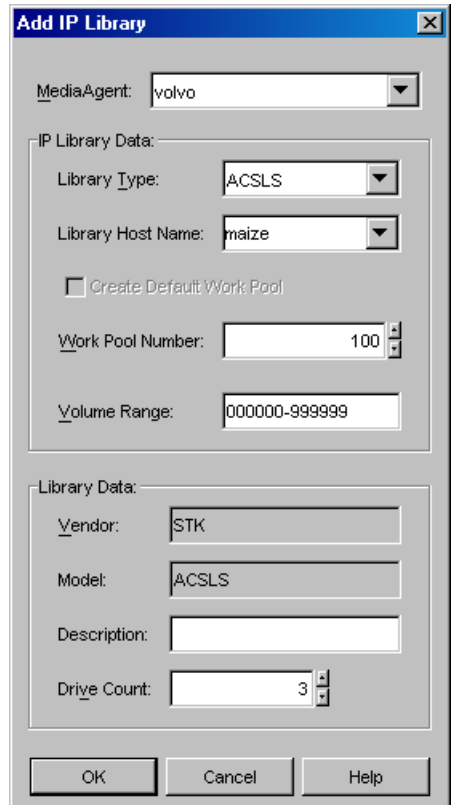 Add IP Library
MediaAgent: volvo
IP Library Data:
Library Type: ACSLS
Library Host Name: maize
Create Default Work Pool
Work Pool Number: 100
Volume Range: 000000-999999
Library Data:
Vendor: STK
Model: ACSLS
Description:
Drive Count: 3
OK Cancel Help